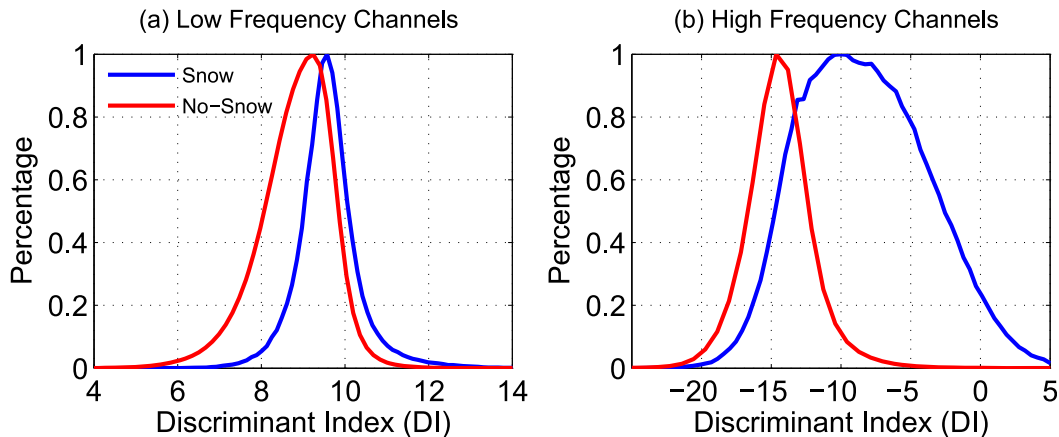 (a) Low Frequency Channels
Percentage
1
0.8
0.6
0.4
0.2
0
Snow
No−Snow
4 6 8 10 12 14
Discriminant Index (DI)
(b) High Frequency Channels
Percentage
1
0.8
0.6
0.4
0.2
0
−20 −15 −10 −5 0 5
Discriminant Index (DI)